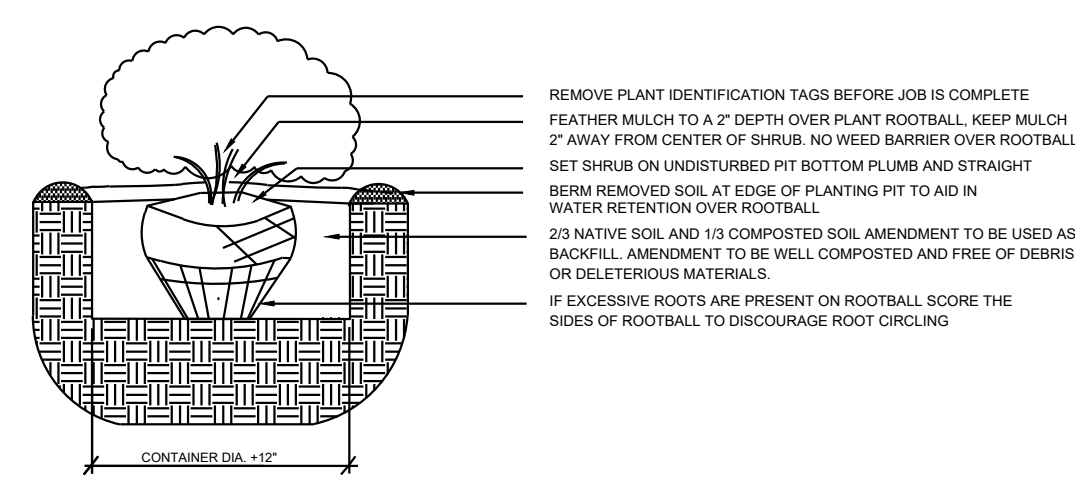 REMOVE PLANT IDENTIFICATION TAGS BEFORE JOB IS COMPLETE
FEATHER MULCH TO A 2" DEPTH OVER PLANT ROOTBALL, KEEP MULCH
2" AWAY FROM CENTER OF SHRUB. NO WEED BARRIER OVER ROOTBALL
SET SHRUB ON UNDISTURBED PIT BOTTOM PLUMB AND STRAIGHT
BERM REMOVED SOIL AT EDGE OF PLANTING PIT TO AID IN
WATER RETENTION OVER ROOTBALL
2/3 NATIVE SOIL AND 1/3 COMPOSTED SOIL AMENDMENT TO BE USED AS
BACKFILL. AMENDMENT TO BE WELL COMPOSTED AND FREE OF DEBRIS
OR DELETERIOUS MATERIALS.
IF EXCESSIVE ROOTS ARE PRESENT ON ROOTBALL SCORE THE
SIDES OF ROOTBALL TO DISCOURAGE ROOT CIRCLING
CONTAINER DIA. +12"